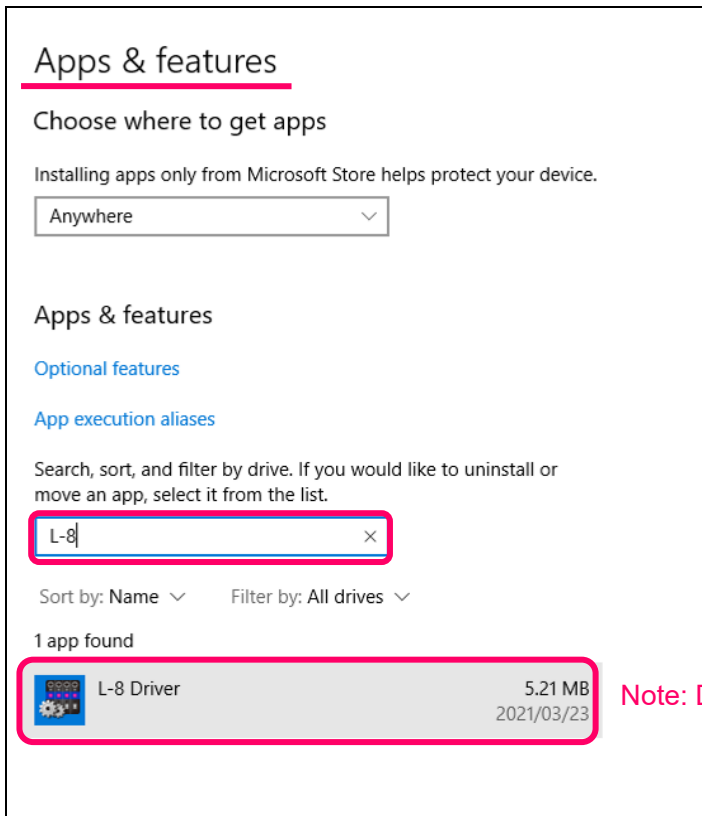 Apps & features
Choose where to get apps
Installing apps only from Microsoft Store helps protect your device.
Anywhere
Apps & features
Optional features
App execution aliases
Search, sort, and filter by drive. If you would like to uninstall or
move an app, select it from the list.
L-8
Sort by: Name Filter by: All drives
1 app found
L-8 Driver 5.21 MB
2021/03/23
Note: